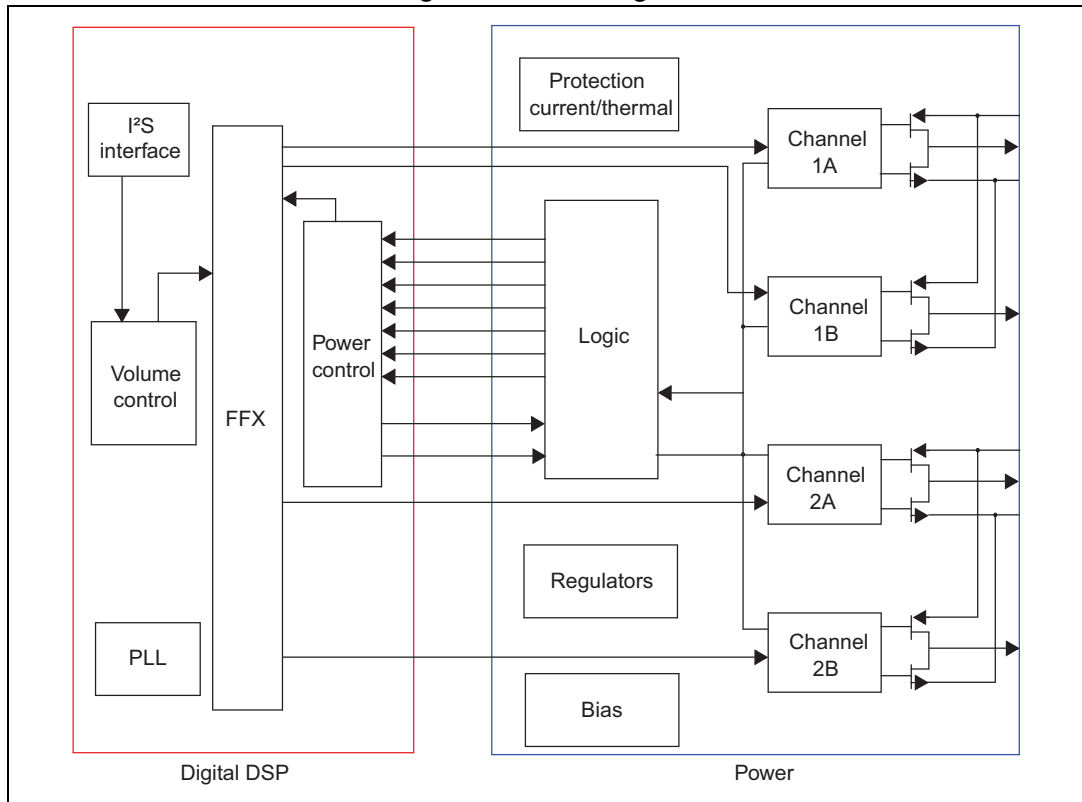 I²S
interface
Volume
control
PLL
FFX
Power
control
Digital DSP
Protection
current/thermal
Logic
Regulators
Bias
Channel
1A
Channel
1B
Channel
2A
Channel
2B
Power